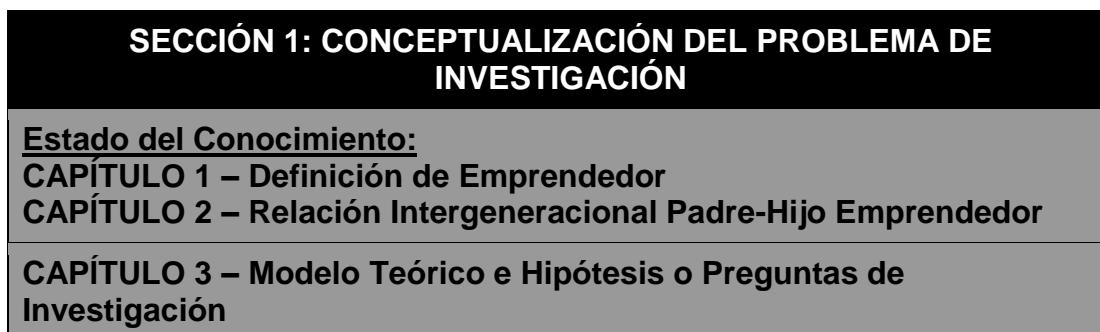 SECCIÓN 1: CONCEPTUALIZACIÓN DEL PROBLEMA DE
INVESTIGACIÓN
Estado del Conocimiento:
CAPÍTULO 1 – Definición de Emprendedor
CAPÍTULO 2 – Relación Intergeneracional Padre-Hijo Emprendedor
CAPÍTULO 3 – Modelo Teórico e Hipótesis o Preguntas de
Investigación